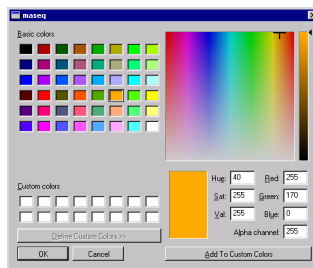 maseq
Basic colors
Custom colors
Define Custom Colors >>
OK Cancel
Hue: 40 Red: 255
Sat: 255 Green: 170
Val: 255 Blue: 0
Alpha channel: 255
Add To Custom Colors